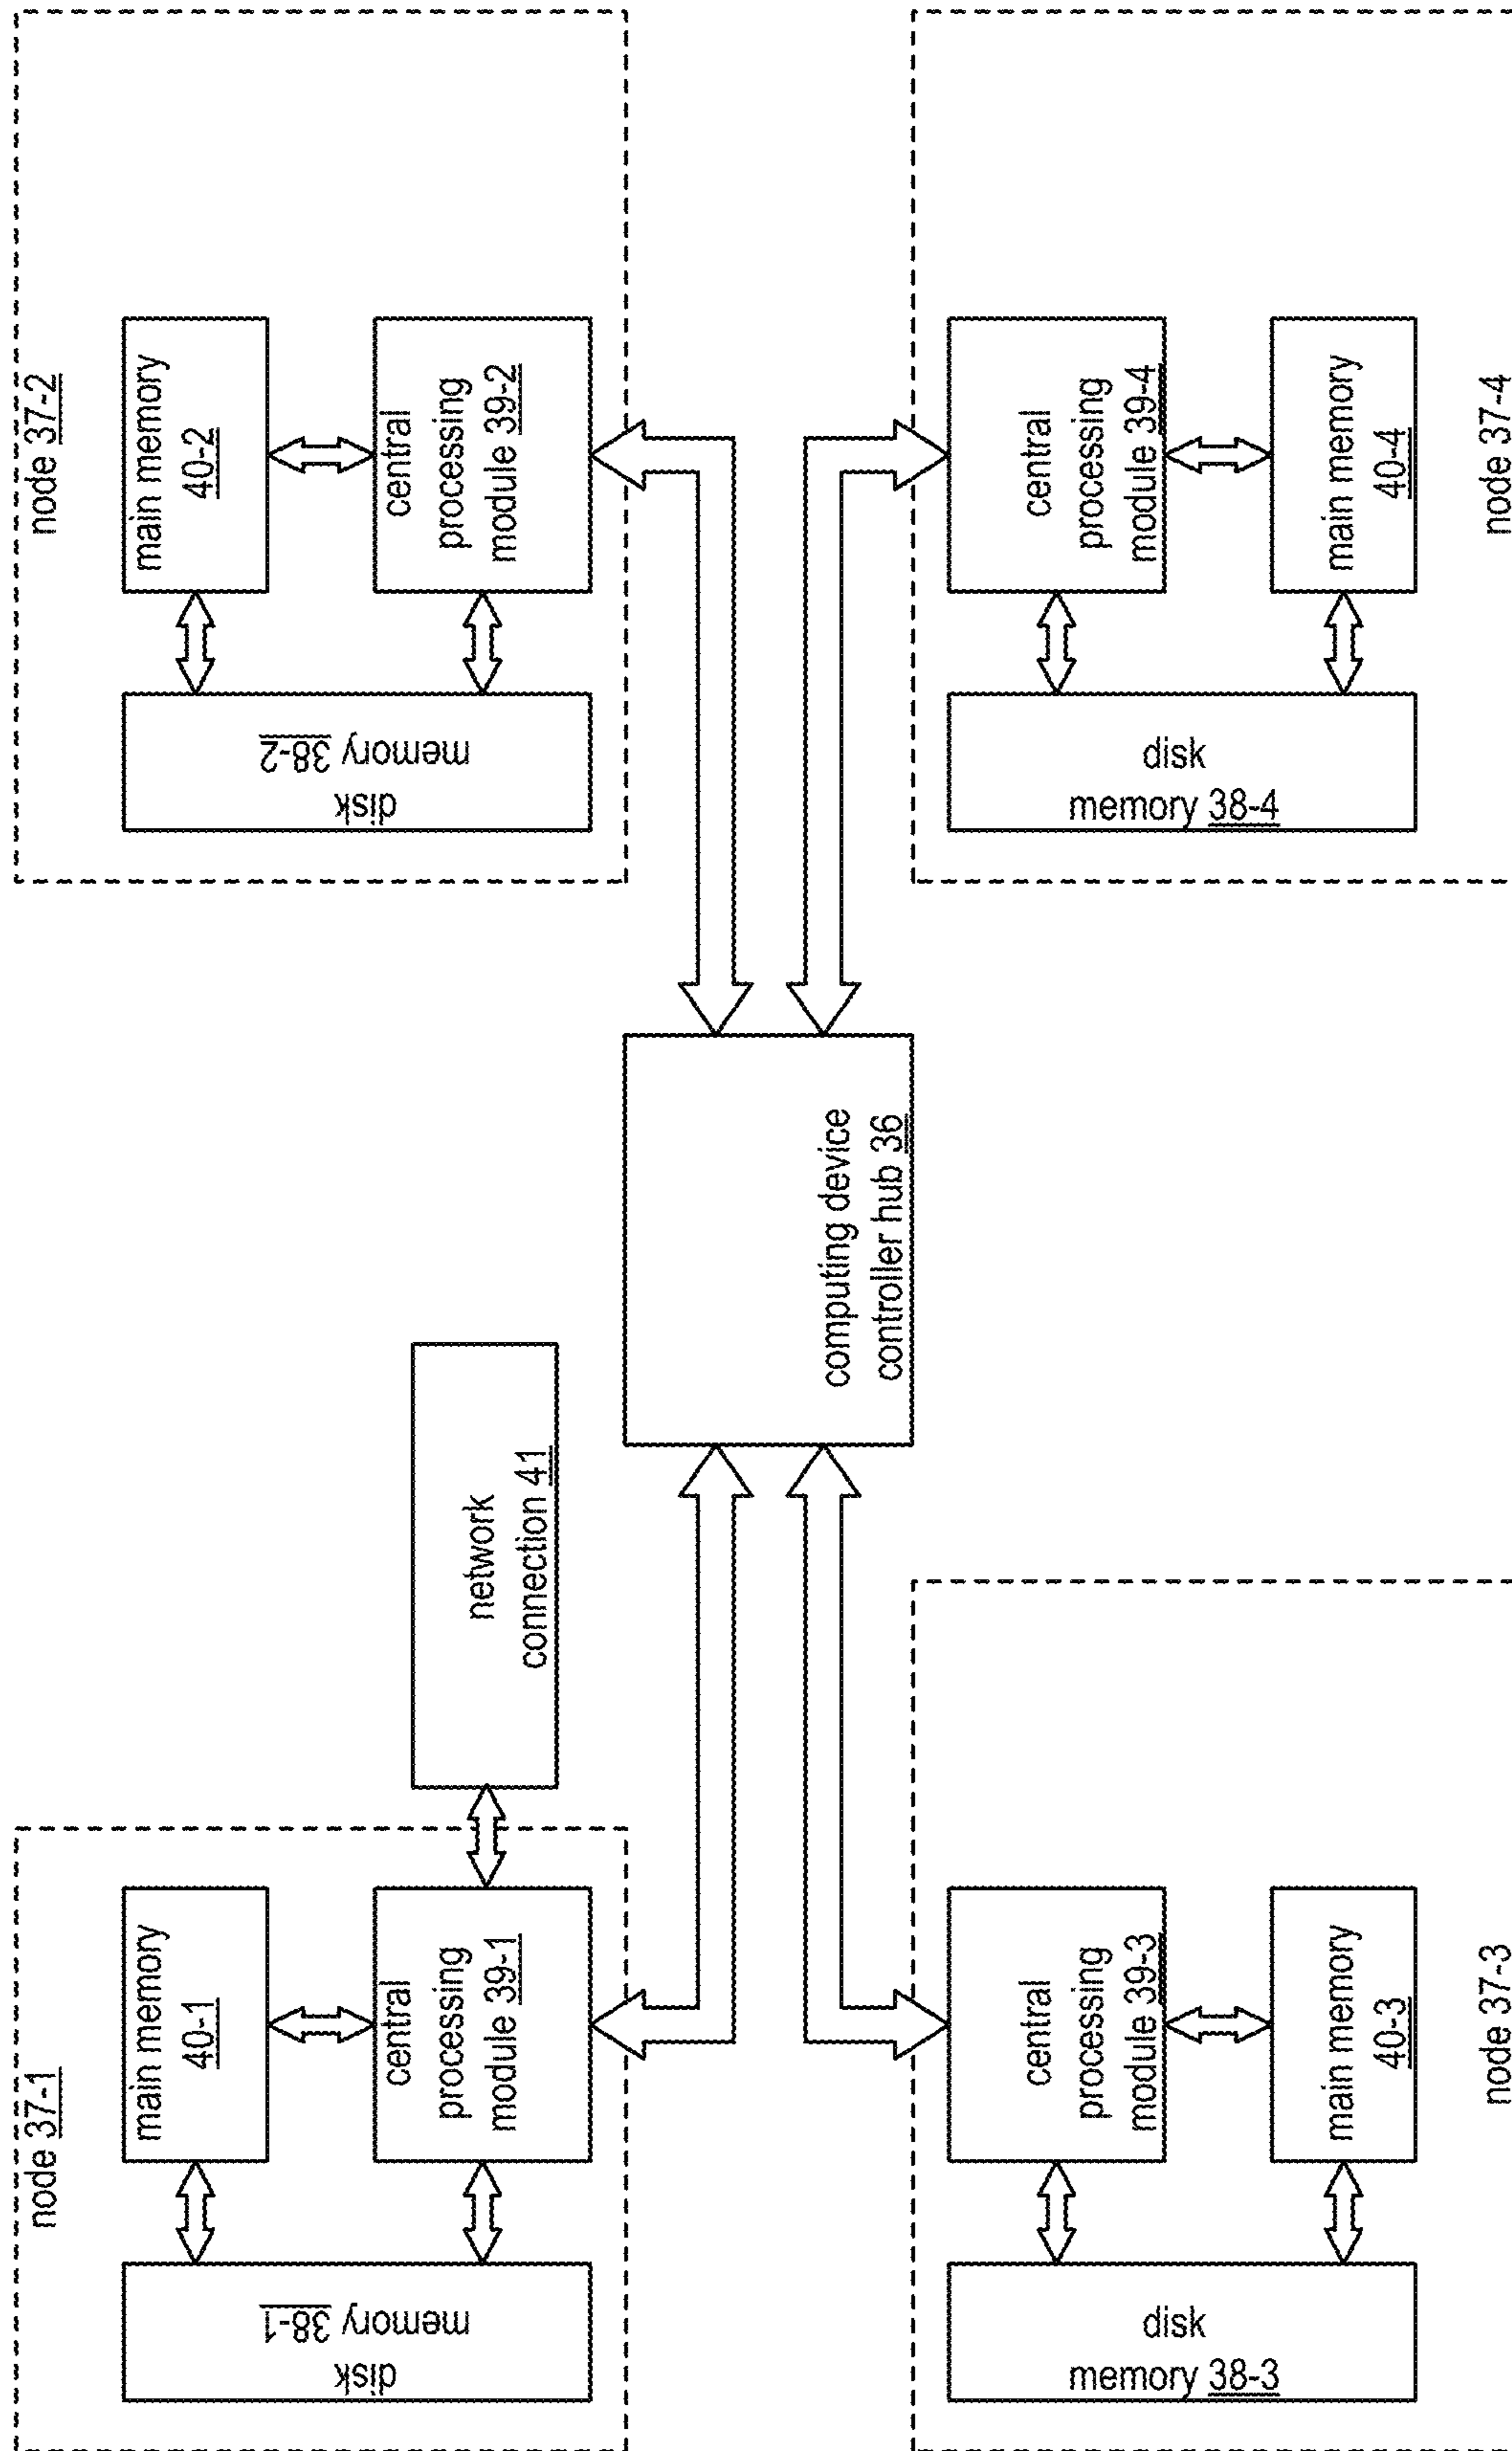 node 37-1
main memory
40-1
central
processing
module 39-1
disk
memory 38-1
network
connection 41
node 37-2
main memory
40-2
central
processing
module 39-2
disk
memory 38-2
computing device
controller hub 36
central
processing
module 39-3
main memory
40-3
disk
memory 38-3
node 37-3
central
processing
module 39-4
main memory
40-4
disk
memory 38-4
node 37-4